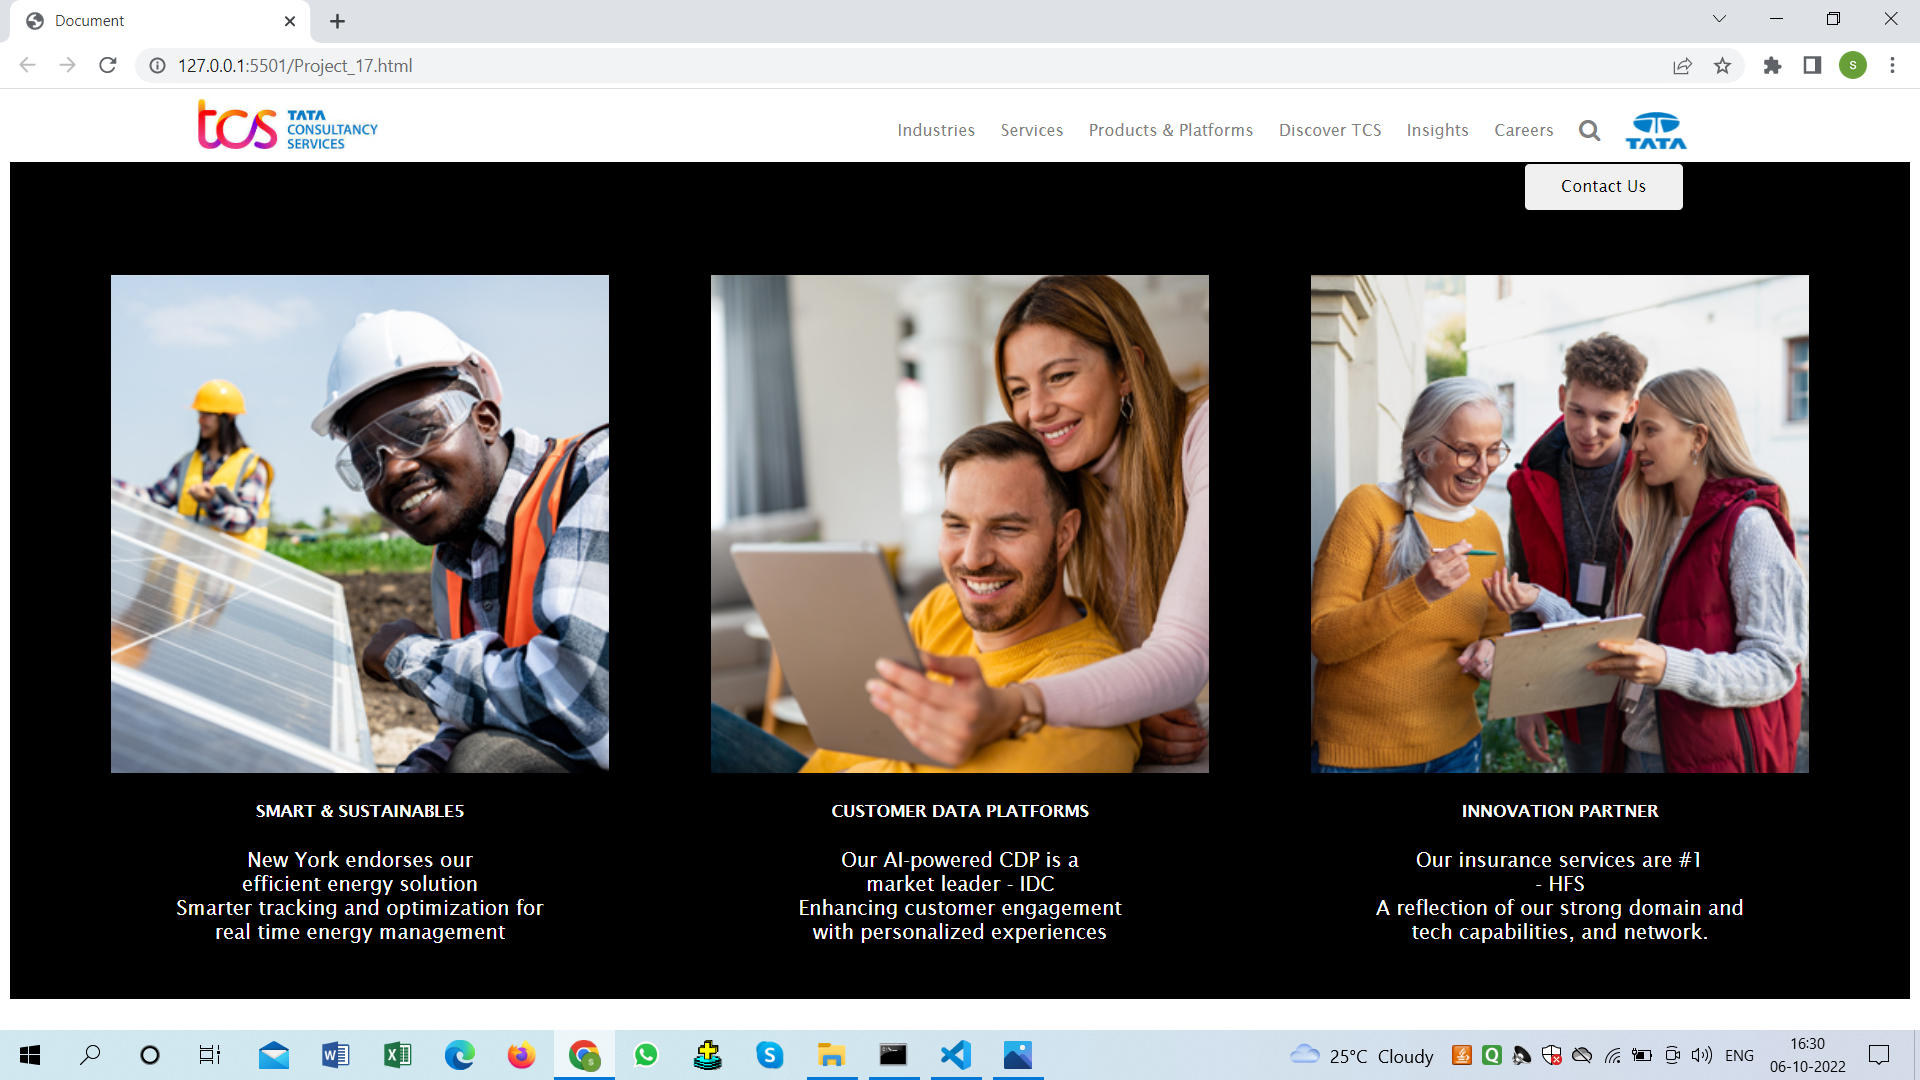 Document
127.0.0.1:5501/Project_17.html
S
tcs TATA CONSULTANCY SERVICES
Industries Services Products & Platforms Discover TCS Insights Careers
TATA
Contact Us
SMART & SUSTAINABLE5
New York endorses our
efficient energy solution
Smarter tracking and optimization for
real time energy management
CUSTOMER DATA PLATFORMS
Our AI-powered CDP is a
market leader - IDC
Enhancing customer engagement
with personalized experiences
INNOVATION PARTNER
Our insurance services are #1
- HFS
A reflection of our strong domain and
tech capabilities, and network.
25°C Cloudy
ENG
16:30
06-10-2022